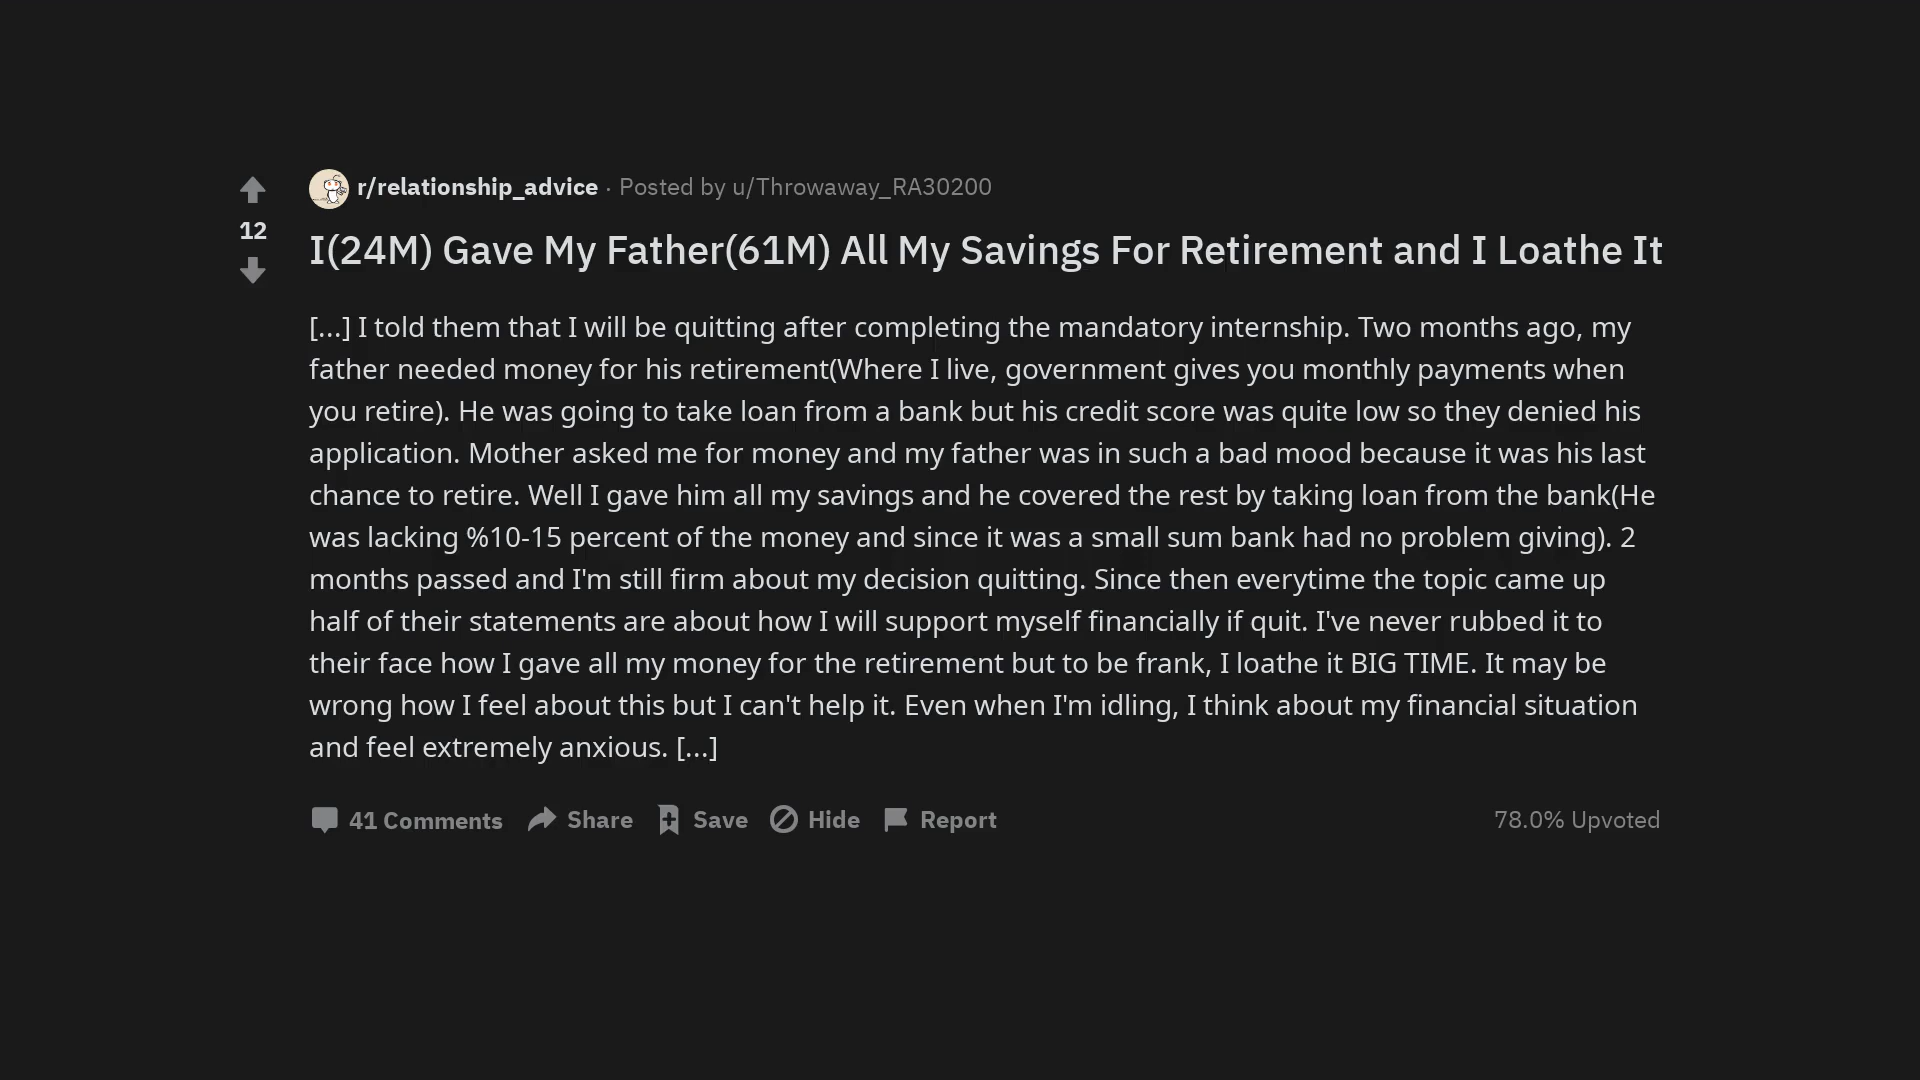 r/relationship_advice · Posted by u/Throwaway_RA30200
12
I(24M) Gave My Father(61M) All My Savings For Retirement and I Loathe It
[...] I told them that I will be quitting after completing the mandatory internship. Two months ago, my
father needed money for his retirement(Where I live, government gives you monthly payments when
you retire). He was going to take loan from a bank but his credit score was quite low so they denied his
application. Mother asked me for money and my father was in such a bad mood because it was his last
chance to retire. Well I gave him all my savings and he covered the rest by taking loan from the bank(He
was lacking %10-15 percent of the money and since it was a small sum bank had no problem giving). 2
months passed and I'm still firm about my decision quitting. Since then everytime the topic came up
half of their statements are about how I will support myself financially if quit. I've never rubbed it to
their face how I gave all my money for the retirement but to be frank, I loathe it BIG TIME. It may be
wrong how I feel about this but I can't help it. Even when I'm idling, I think about my financial situation
and feel extremely anxious. [...]
41 Comments Share Save Hide Report 78.0% Upvoted